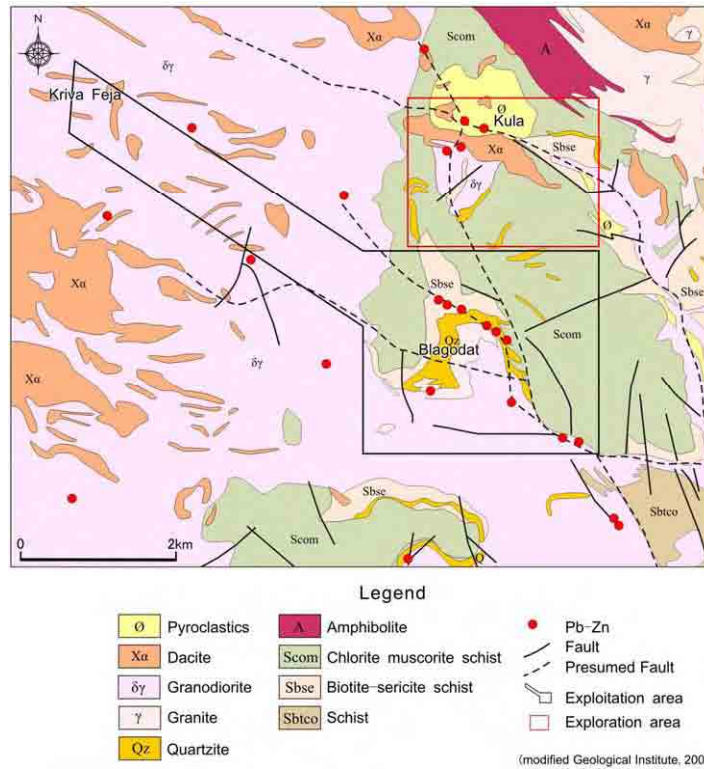 N
Xα
Scom
A
γ
δγ
γ
Kriva Feja
Ø
Kula
Sbse
Xα
δγ
Ø
Xα
Sbse
Sbse
Scom
Qz
Blagodat
δγ
Xα
Sbse
Sbtco
Scom
Q
0
2km
Legend
Ø Pyroclastics
Xα Dacite
δγ Granodiorite
γ Granite
Qz Quartzite
A Amphibolite
Scom Chlorite muscorite schist
Sbse Biotite-sericite schist
Sbtco Schist
Pb-Zn
Fault
Presumed Fault
Exploitation area
Exploration area
(modified Geological Institute, 200